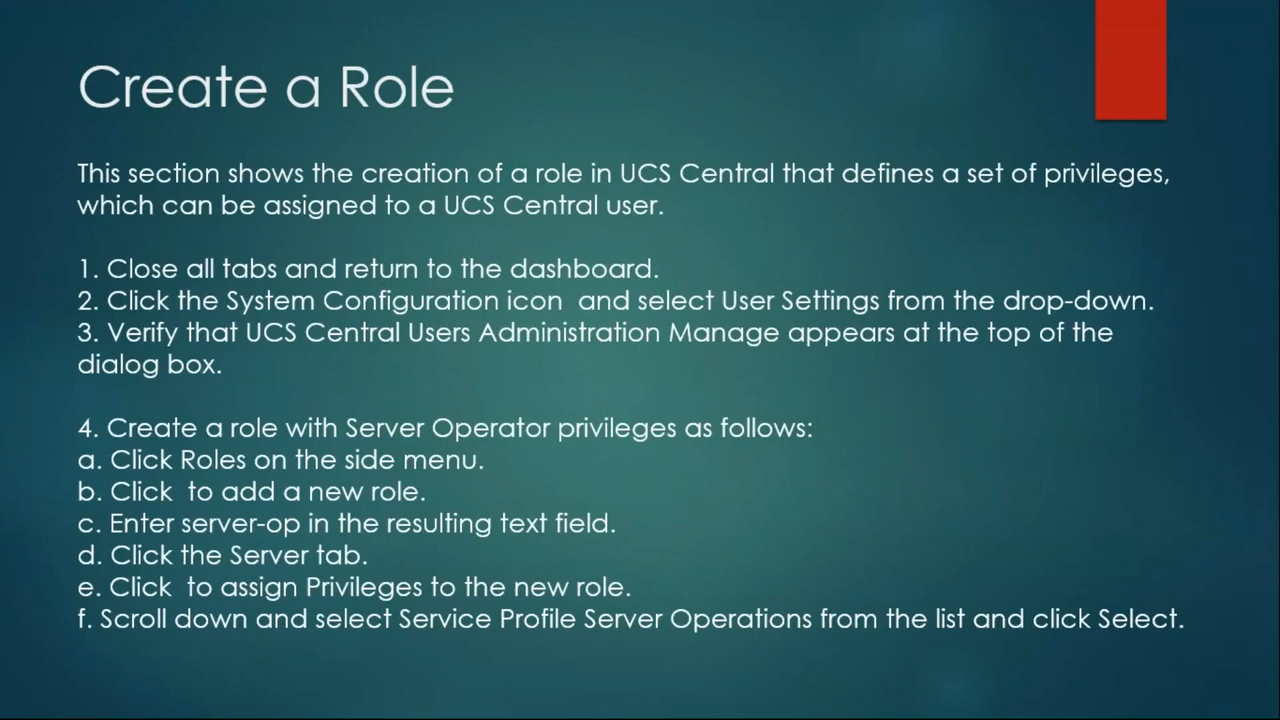 Create a Role
This section shows the creation of a role in UCS Central that defines a set of privileges,
which can be assigned to a UCS Central user.
1. Close all tabs and return to the dashboard.
2. Click the System Configuration icon  and select User Settings from the drop-down.
3. Verify that UCS Central Users Administration Manage appears at the top of the
dialog box.
4. Create a role with Server Operator privileges as follows:
a. Click Roles on the side menu.
b. Click  to add a new role.
c. Enter server-op in the resulting text field.
d. Click the Server tab.
e. Click  to assign Privileges to the new role.
f. Scroll down and select Service Profile Server Operations from the list and click Select.